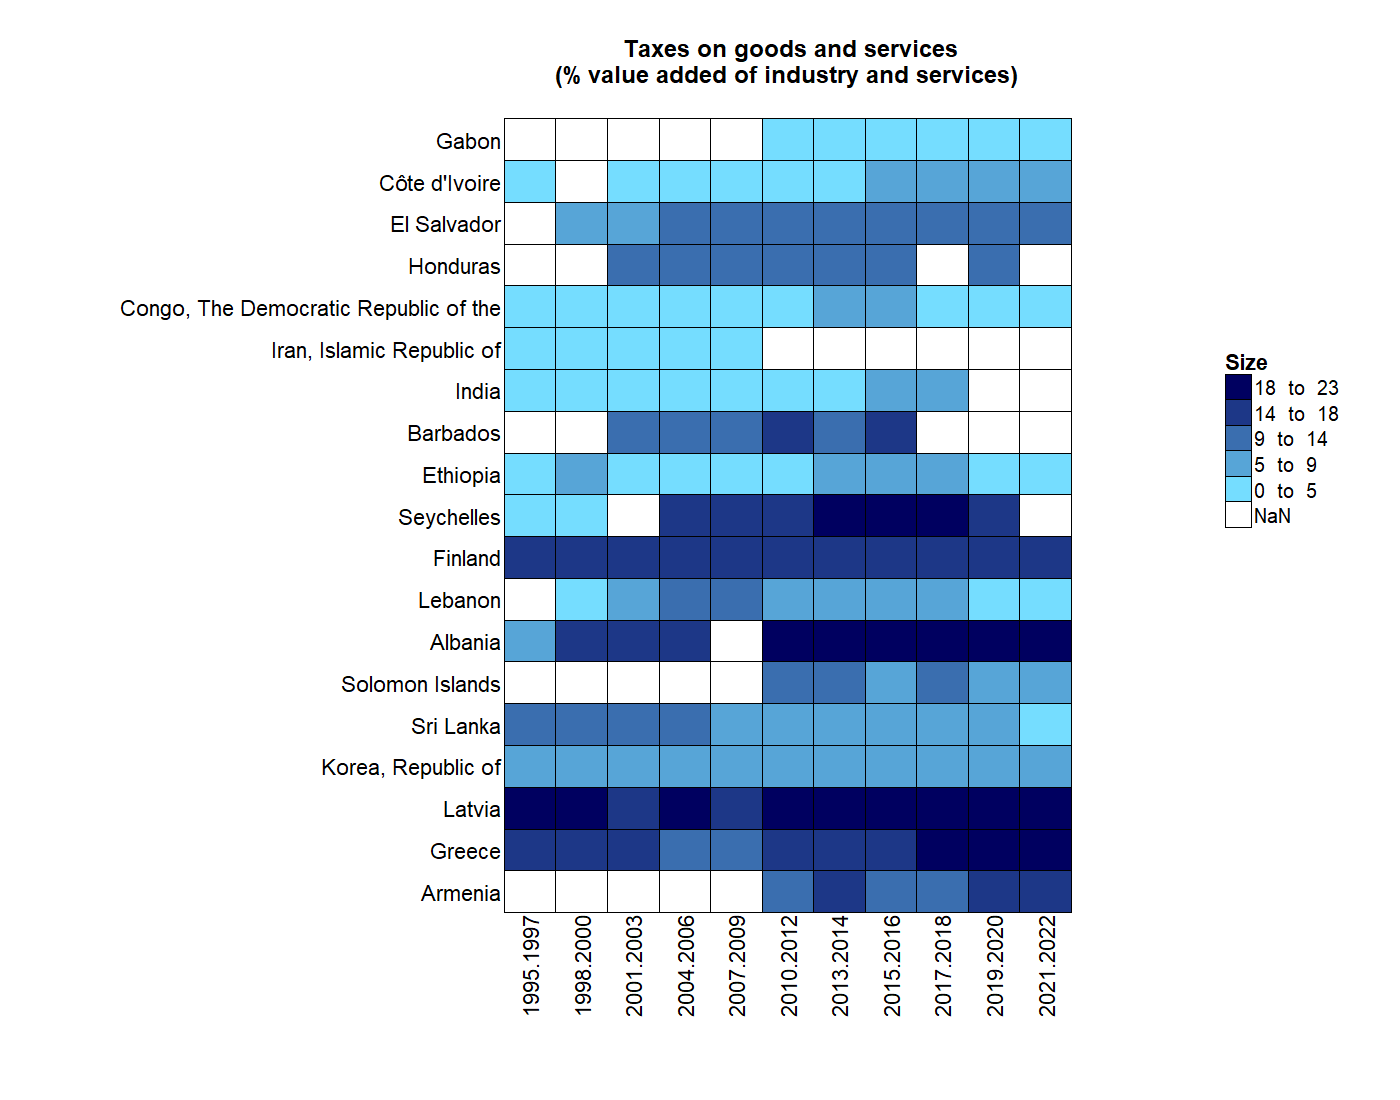 Taxes on goods and services
(% value added of industry and services)
Gabon
Côte d'Ivoire
El Salvador
Honduras
Congo, The Democratic Republic of the
Iran, Islamic Republic of
India
Barbados
Ethiopia
Seychelles
Finland
Lebanon
Albania
Solomon Islands
Sri Lanka
Korea, Republic of
Latvia
Greece
Armenia
1995.1997
1998.2000
2001.2003
2004.2006
2007.2009
2010.2012
2013.2014
2015.2016
2017.2018
2019.2020
2021.2022
Size
18 to 23
14 to 18
9 to 14
5 to 9
0 to 5
NaN